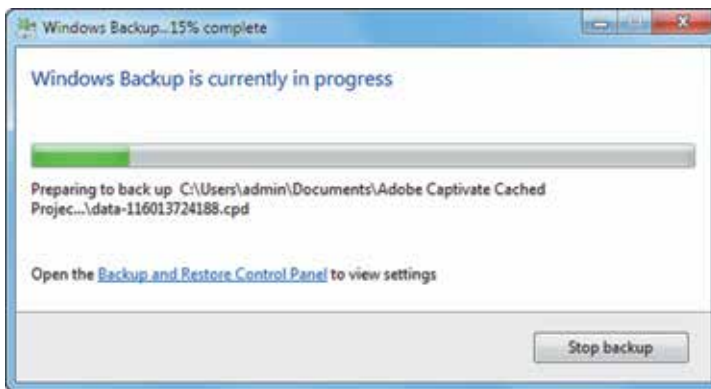 Windows Backup...15% complete
Windows Backup is currently in progress
Preparing to back up C:\Users\admin\Documents\Adobe Captivate Cached
Projec...\data-116013724188.cpd
Open the Backup and Restore Control Panel to view settings
Stop backup